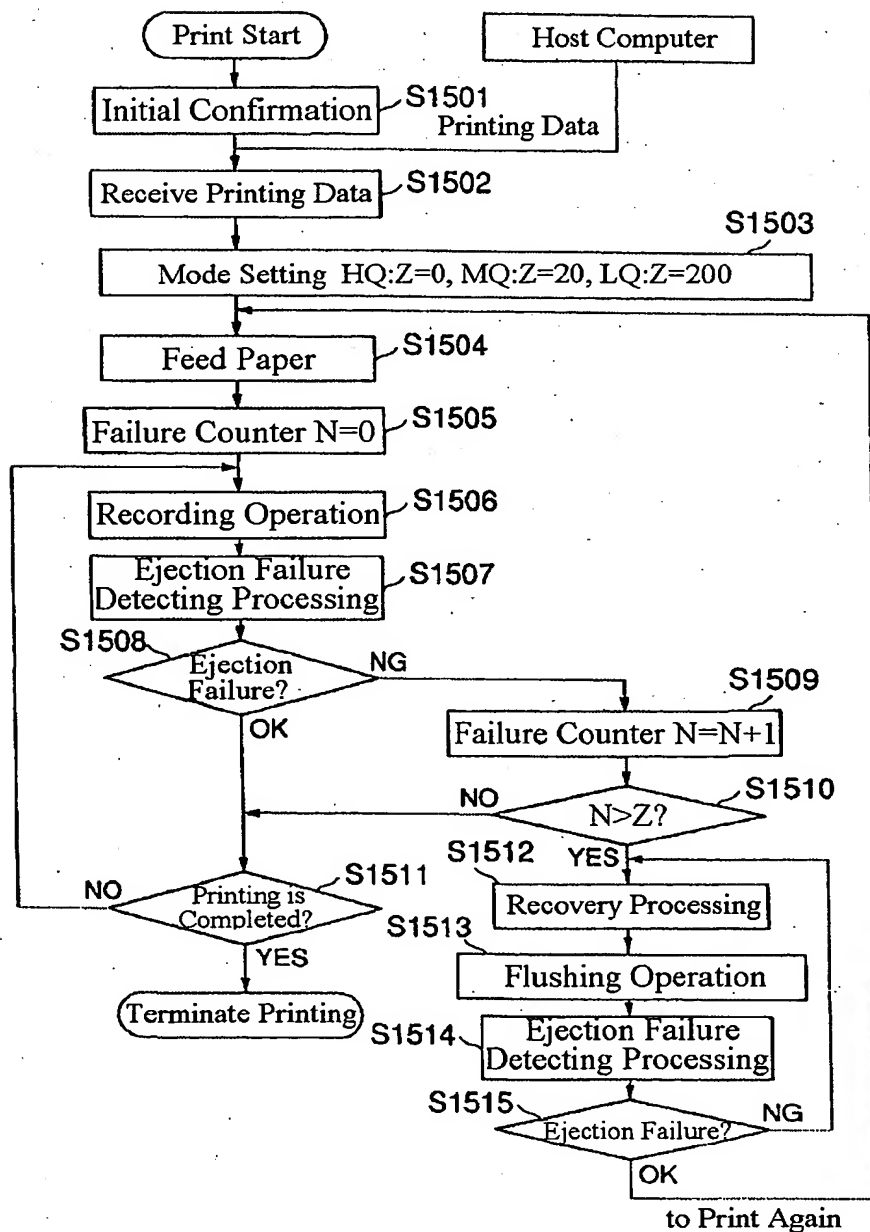 Print Start
Host Computer
Initial Confirmation
S1501
Printing Data
Receive Printing Data
S1502
S1503
Mode Setting HQ:Z=0, MQ:Z=20, LQ:Z=200
Feed Paper
S1504
Failure Counter N=0
S1505
Recording Operation
S1506
Ejection Failure
Detecting Processing
S1507
S1508
Ejection
Failure?
NG
OK
S1509
Failure Counter N=N+1
S1510
N>Z?
NO
YES
S1511
Printing is
Completed?
NO
YES
Terminate Printing
S1512
Recovery Processing
S1513
Flushing Operation
S1514
Ejection Failure
Detecting Processing
S1515
Ejection Failure?
NG
OK
to Print Again